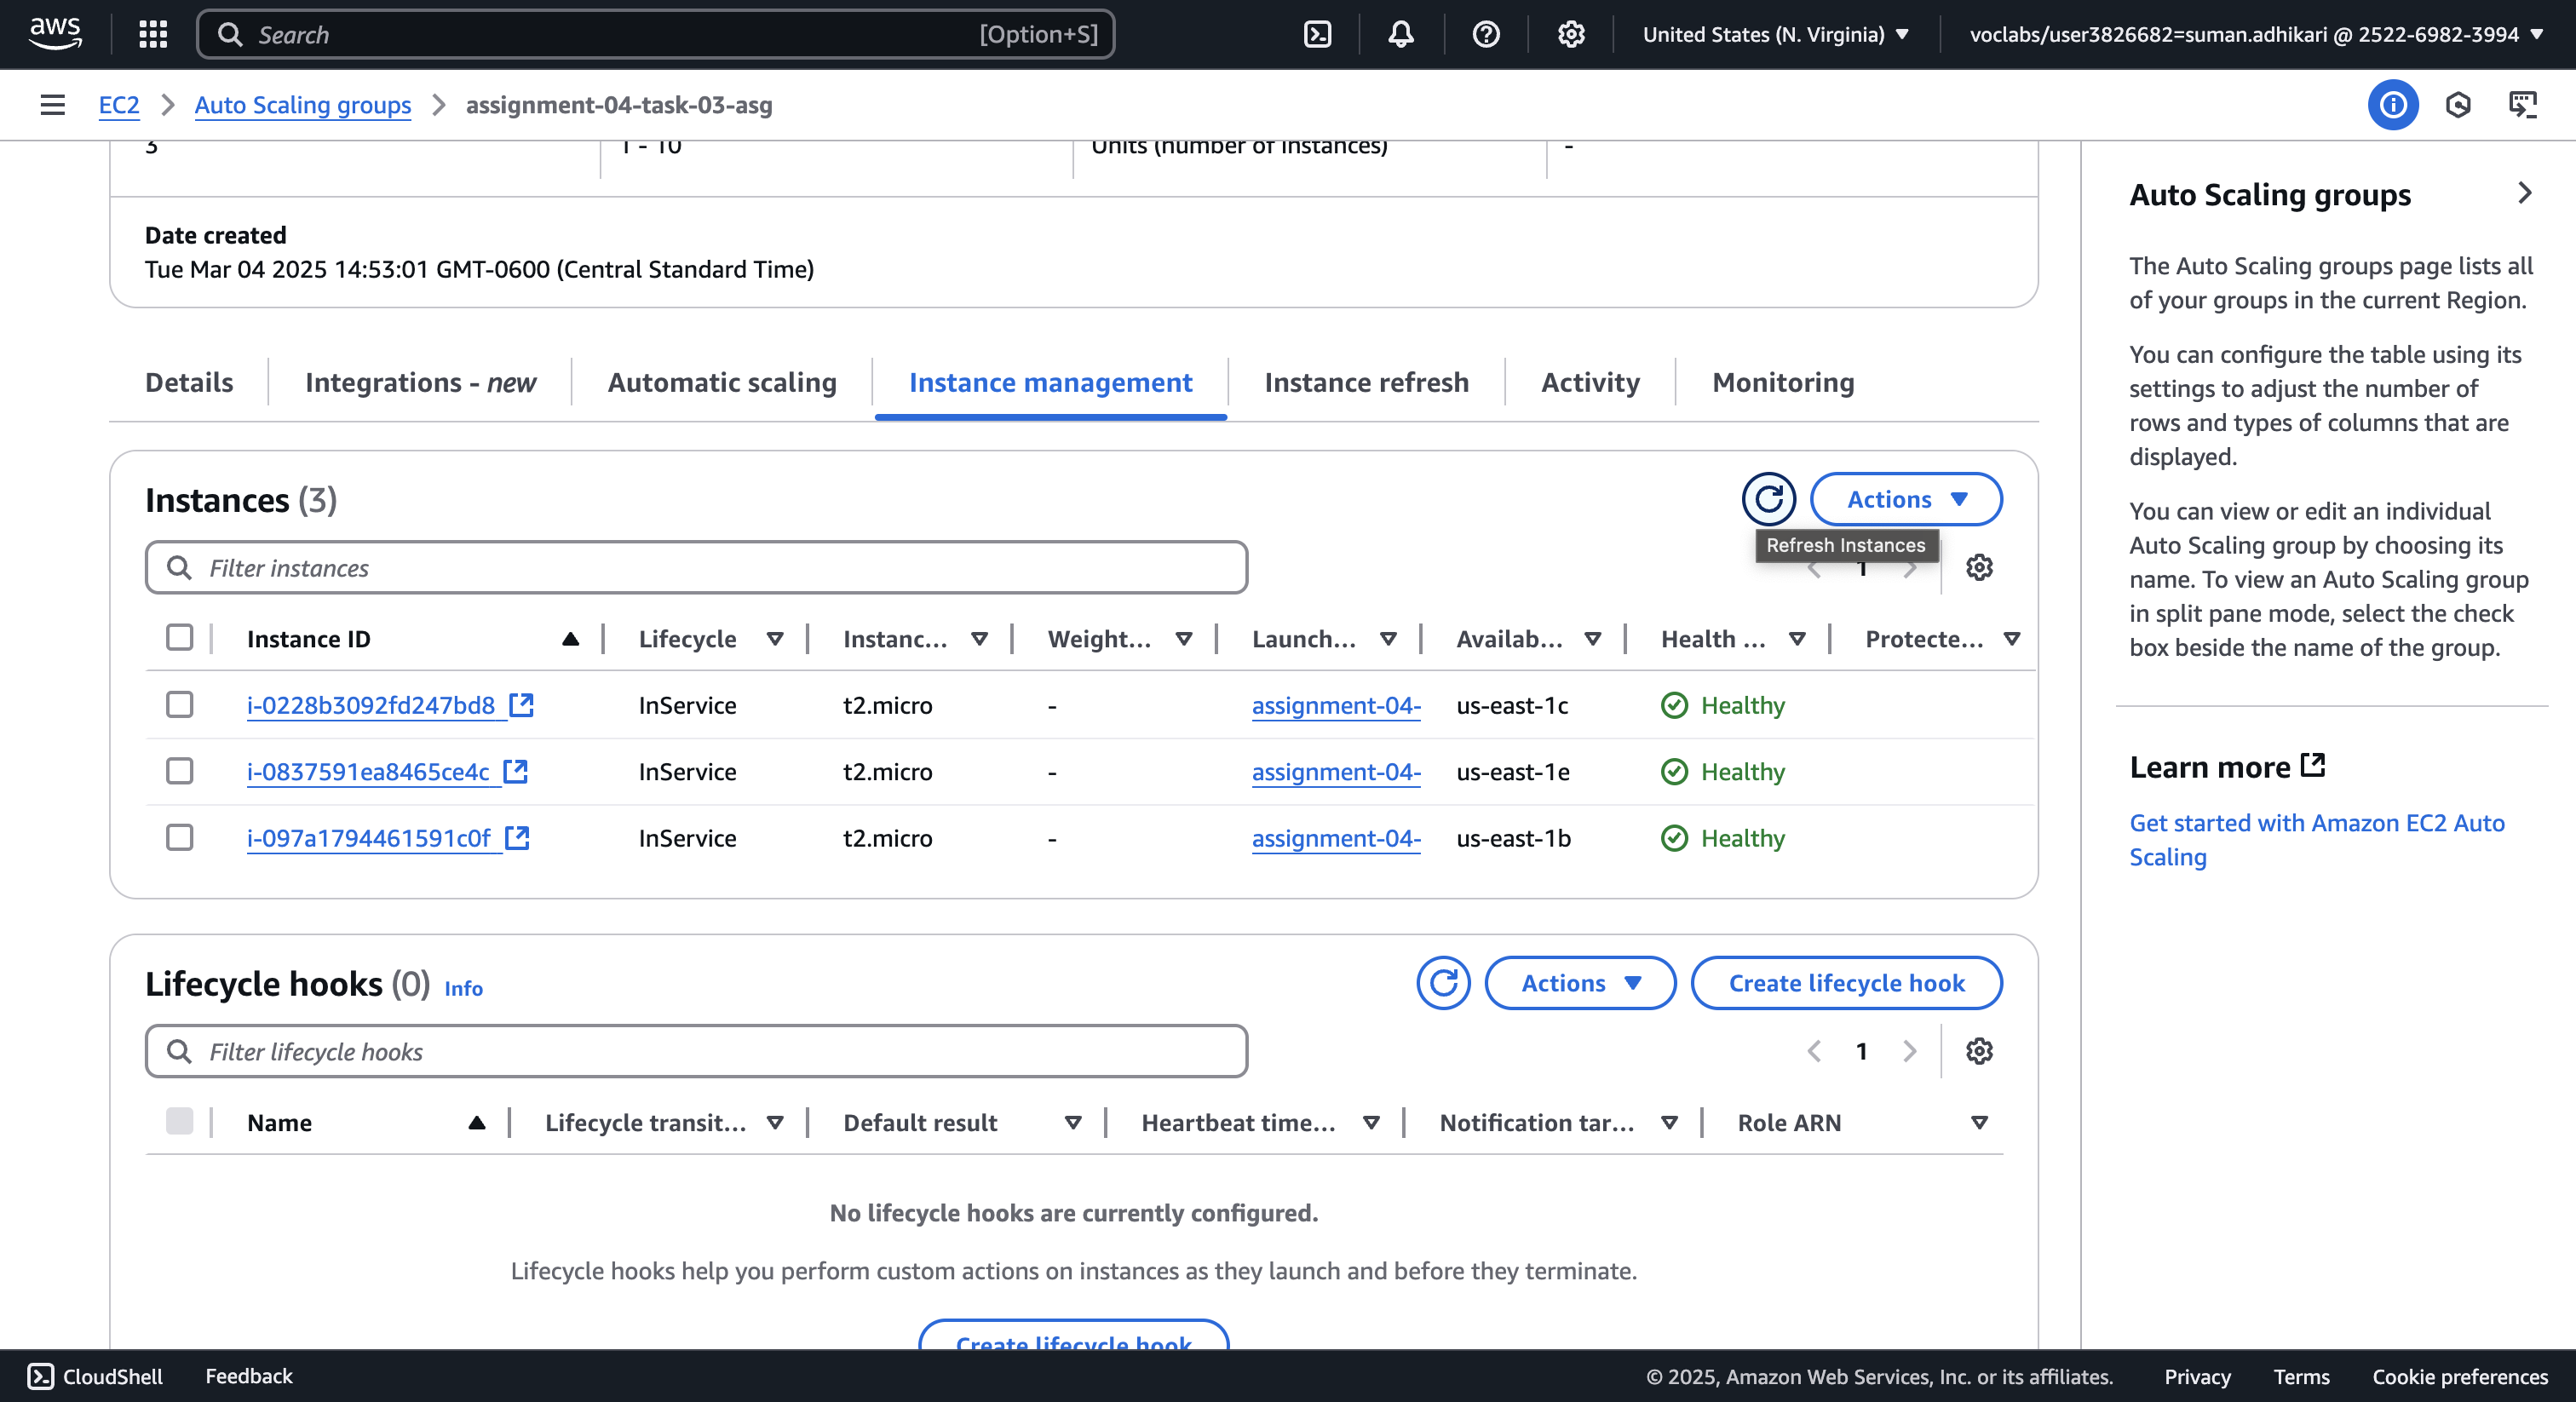 aws
Search [Option+S]
United States (N. Virginia)
voclabs/user3826682=suman.adhikari @ 2522-6982-3994
EC2 Auto Scaling groups assignment-04-task-03-asg
3 1 - 10 Units (number of instances) -
Date created
Tue Mar 04 2025 14:53:01 GMT-0600 (Central Standard Time)
Details Integrations - new Automatic scaling Instance management Instance refresh Activity Monitoring
Instances (3)
Actions
Refresh Instances
Filter instances
1
Instance ID Lifecycle Instanc... Weight... Launch... Availab... Health ... Protecte...
i-0228b3092fd247bd8 InService t2.micro - assignment-04- us-east-1c Healthy
i-0837591ea8465ce4c InService t2.micro - assignment-04- us-east-1e Healthy
i-097a1794461591c0f InService t2.micro - assignment-04- us-east-1b Healthy
Lifecycle hooks (0) Info
Actions
Create lifecycle hook
Filter lifecycle hooks
1
Name Lifecycle transit... Default result Heartbeat time... Notification tar... Role ARN
No lifecycle hooks are currently configured.
Lifecycle hooks help you perform custom actions on instances as they launch and before they terminate.
Create lifecycle hook
Auto Scaling groups
The Auto Scaling groups page lists all
of your groups in the current Region.
You can configure the table using its
settings to adjust the number of
rows and types of columns that are
displayed.
You can view or edit an individual
Auto Scaling group by choosing its
name. To view an Auto Scaling group
in split pane mode, select the check
box beside the name of the group.
Learn more
Get started with Amazon EC2 Auto
Scaling
CloudShell Feedback
© 2025, Amazon Web Services, Inc. or its affiliates. Privacy Terms Cookie preferences